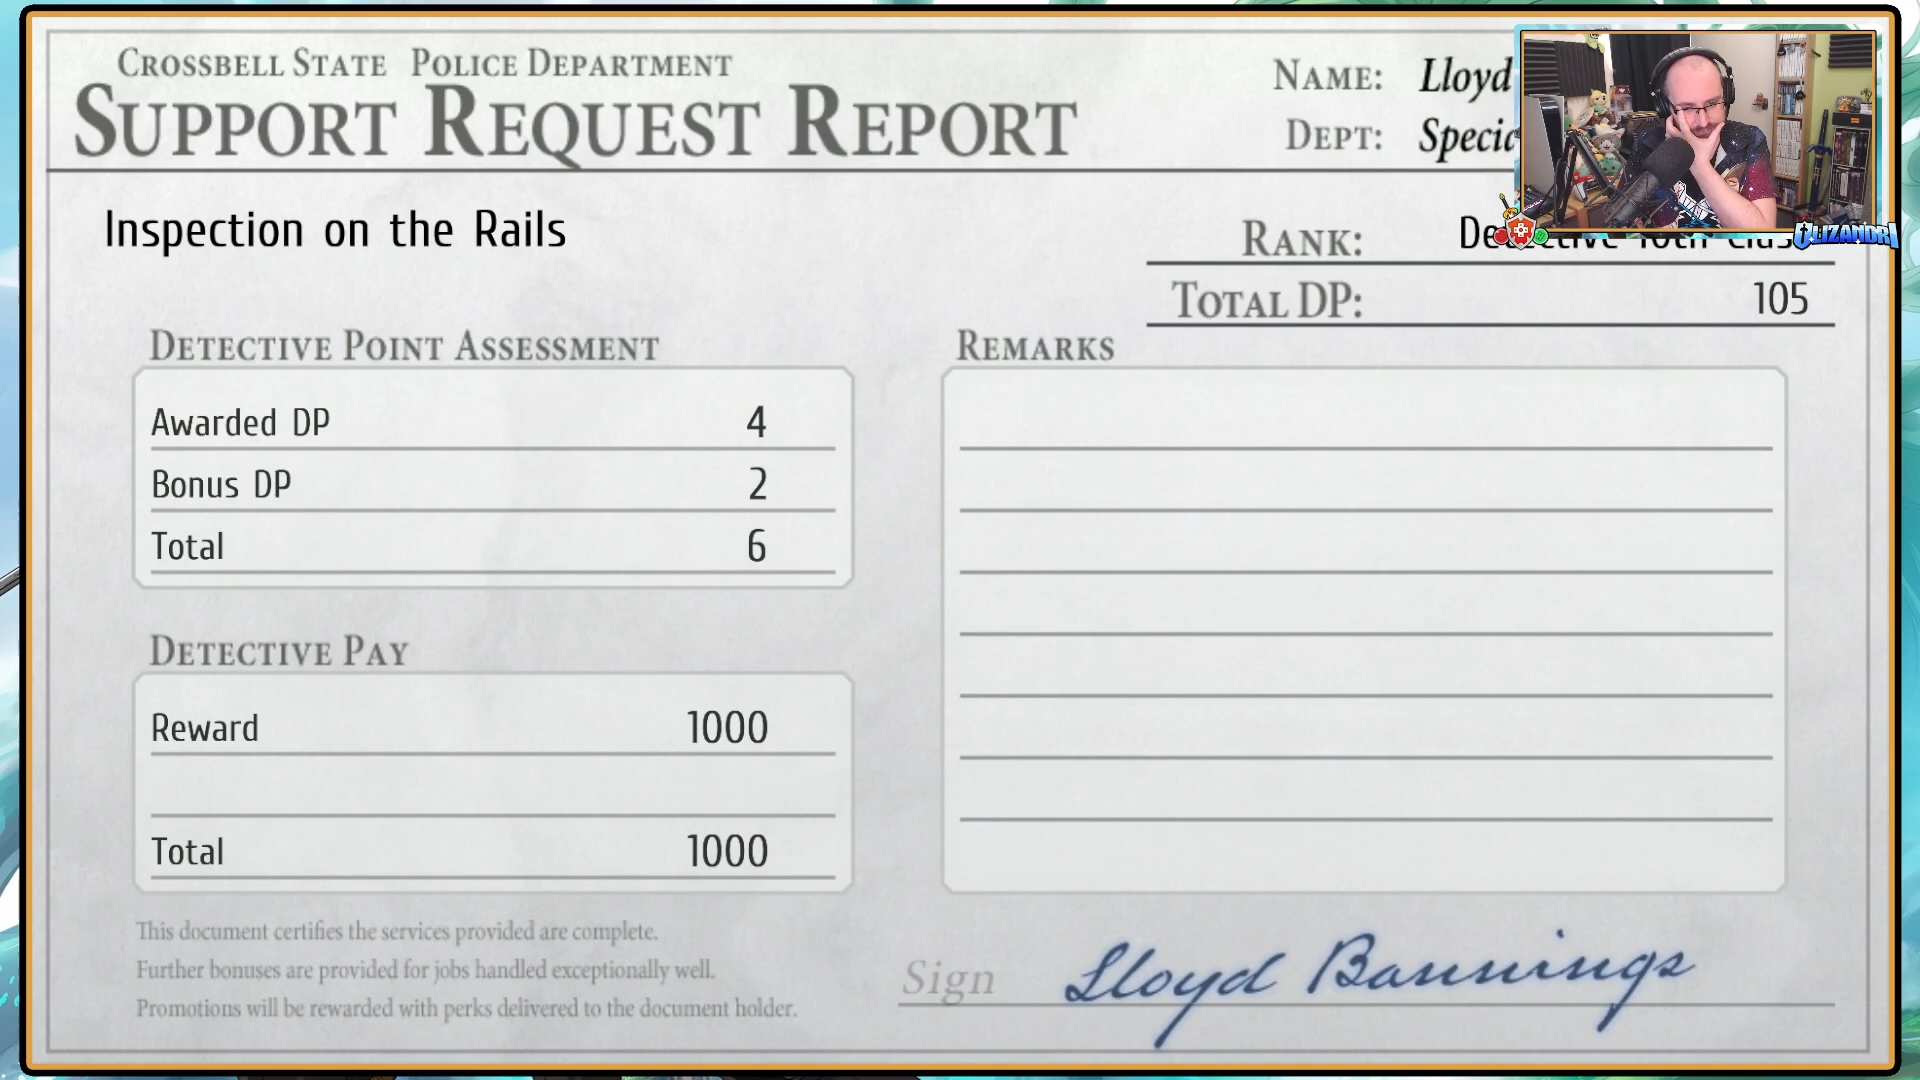 CROSSBELL STATE POLICE DEPARTMENT
SUPPORT REQUEST REPORT
NAME: Lloyd
DEPT:
Inspection on the Rails
RANK:
TOTAL DP: 105
DETECTIVE POINT ASSESSMENT
Awarded DP 4
Bonus DP 2
Total 6
DETECTIVE PAY
Reward 1000
Total 1000
REMARKS
This document certifies the services provided are complete.
Further bonuses are provided for jobs handled exceptionally well.
Promotions will be rewarded with perks delivered to the document holder.
Sign Lloyd Bannings